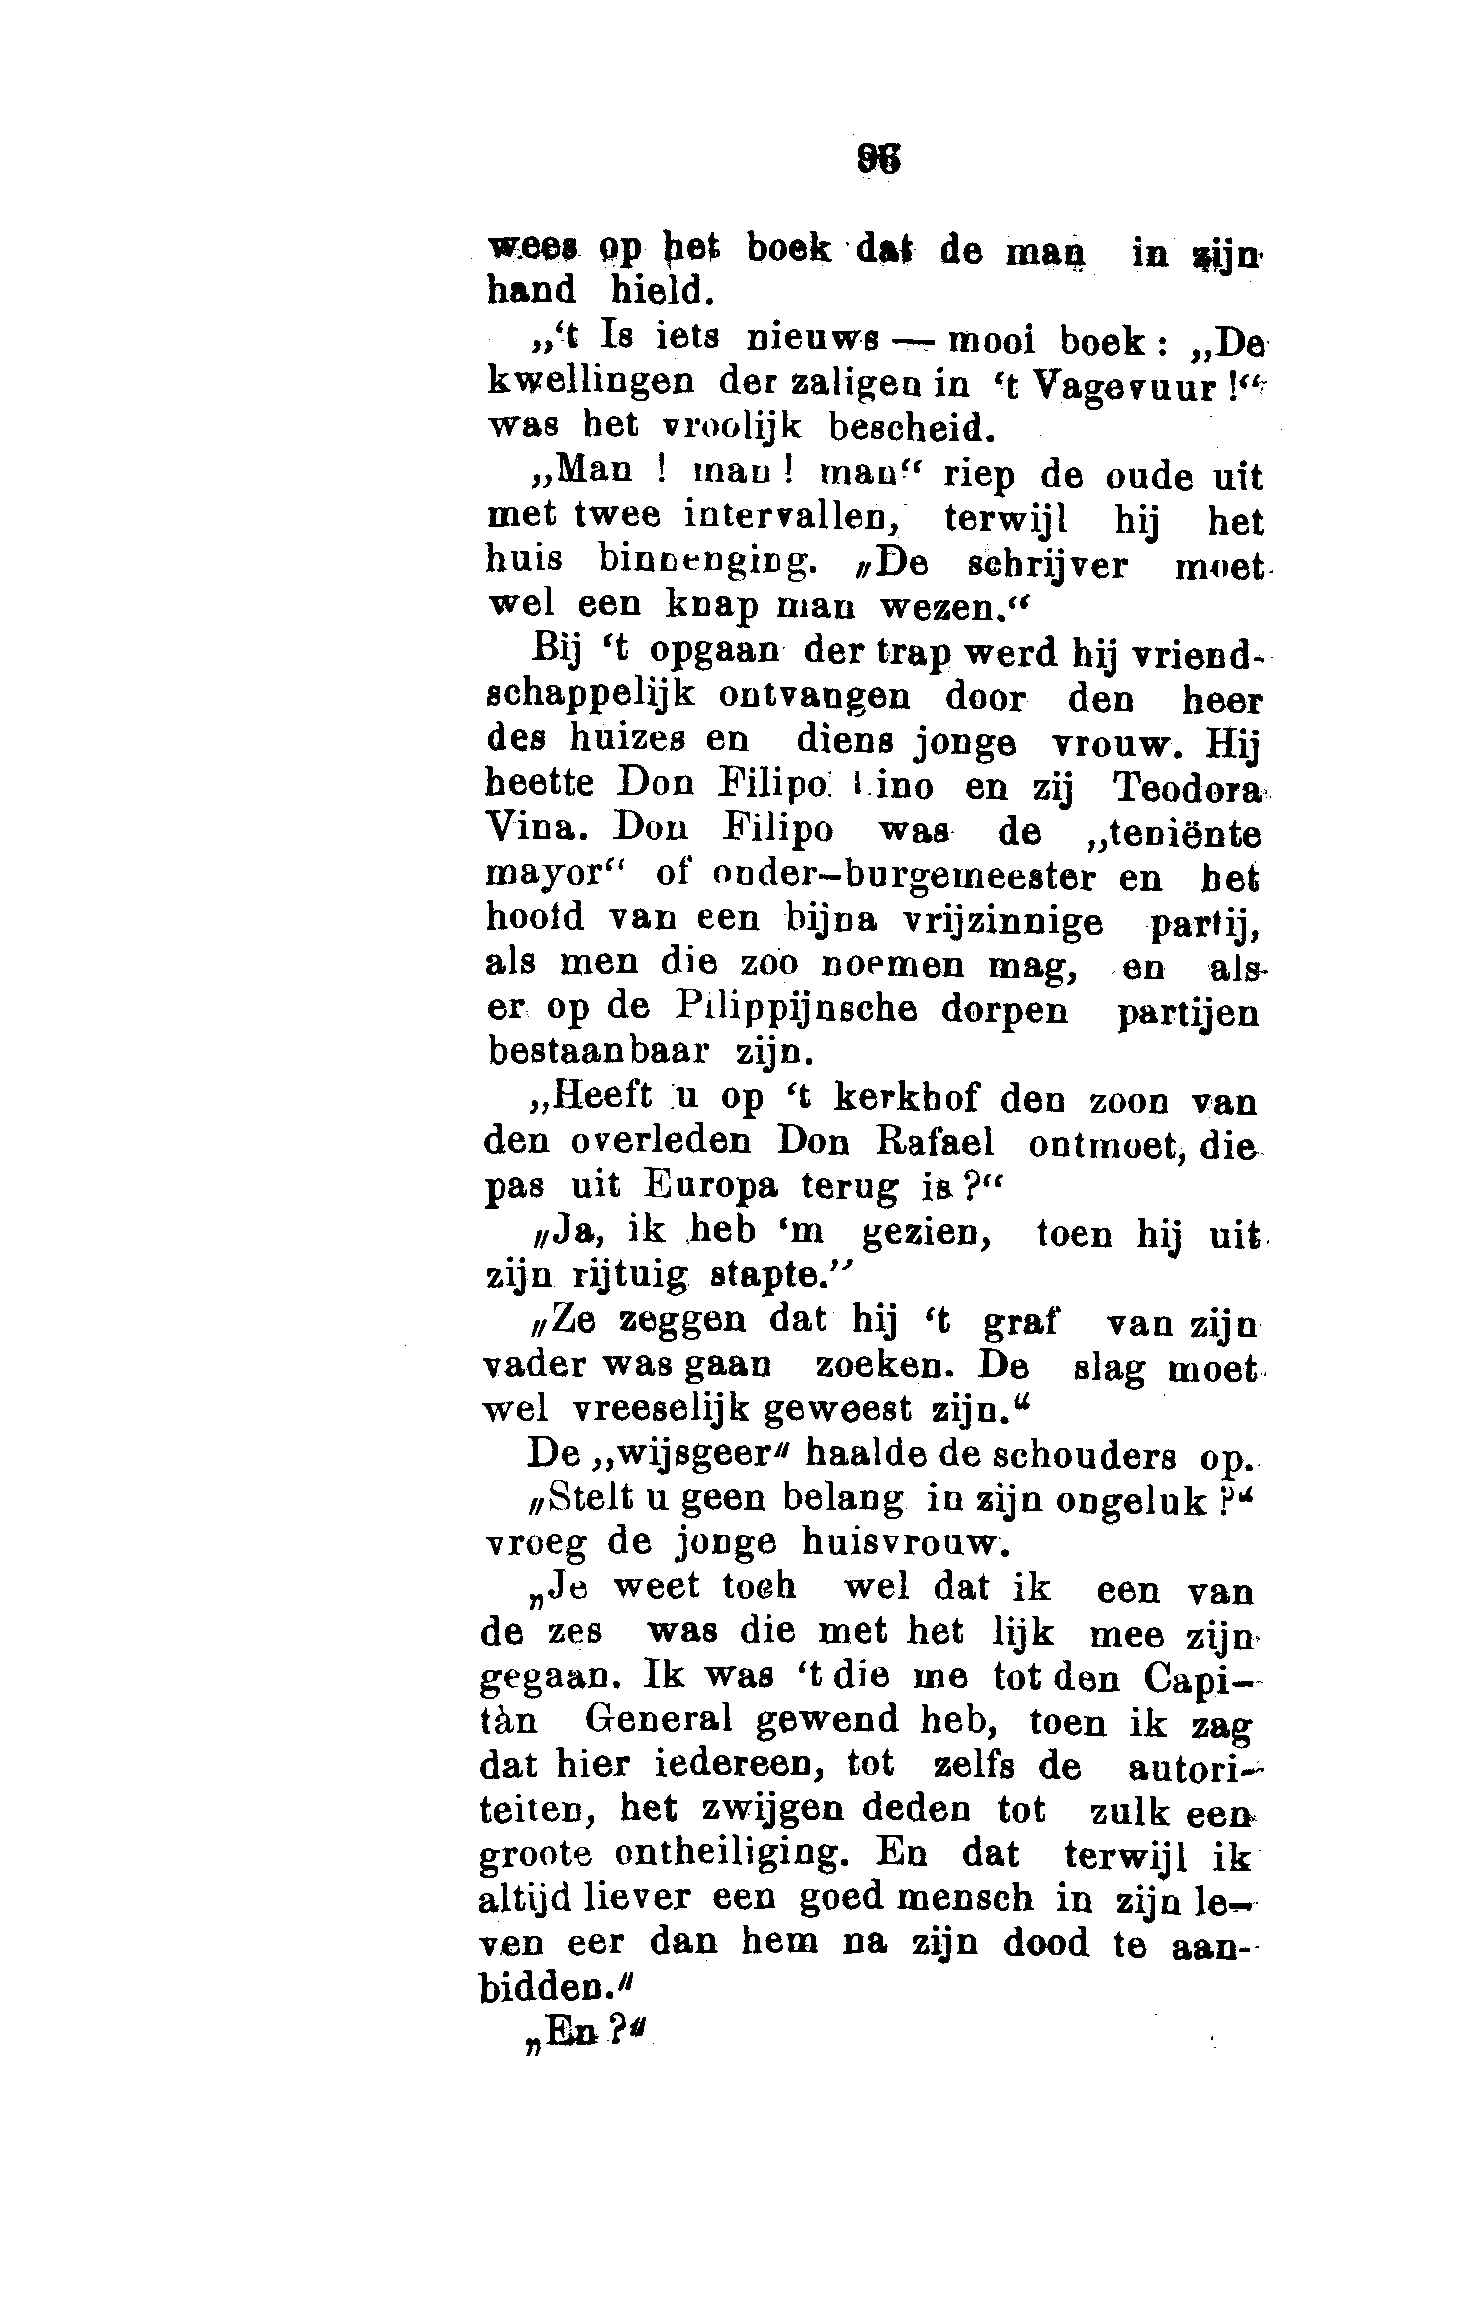 96
wees op het boek dat de man in zijn
hand hield.
„‘t Is iets nieuws — mooi boek : „De
kwellingen der zaligen in ‘t Vagevuur !“
was het vroolijk bescheid.
„Man ! man ! man“ riep de oude uit
met twee intervallen, terwijl hij het
huis binnenging. „De schrijver moet
wel een knap man wezen.“
Bij ‘t opgaan der trap werd hij vriend-
schappelijk ontvangen door den heer
des huizes en diens jonge vrouw. Hij
heette Don Filipo Lino en zij Teodora
Vina. Don Filipo was de „teniënte
mayor“ of onder-burgemeester en het
hoofd van een bijna vrijzinnige partij,
als men die zoo noemen mag, en als
er op de Pilippijnsche dorpen partijen
bestaanbaar zijn.
„Heeft u op ‘t kerkhof den zoon van
den overleden Don Rafael ontmoet, die
pas uit Europa terug is ?“
„Ja, ik heb ‘m gezien, toen hij uit
zijn rijtuig stapte.”
„Ze zeggen dat hij ‘t graf van zijn
vader was gaan zoeken. De slag moet
wel vreeselijk geweest zijn.“
De „wijsgeer” haalde de schouders op.
„Stelt u geen belang in zijn ongeluk ?“
vroeg de jonge huisvrouw.
„Je weet toch wel dat ik een van
de zes was die met het lijk mee zijn
gegaan. Ik was ‘t die me tot den Capi-
tàn General gewend heb, toen ik zag
dat hier iedereen, tot zelfs de autori-
teiten, het zwijgen deden tot zulk een
groote ontheiliging. En dat terwijl ik
altijd liever een goed mensch in zijn le-
ven eer dan hem na zijn dood te aan-
bidden.”
„En ?“